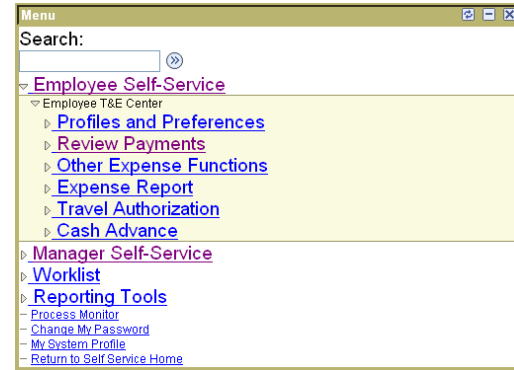 Menu
Search:
Employee Self-Service
Employee T&E Center
Profiles and Preferences
Review Payments
Other Expense Functions
Expense Report
Travel Authorization
Cash Advance
Manager Self-Service
Worklist
Reporting Tools
Process Monitor
Change My Password
My System Profile
Return to Self Service Home